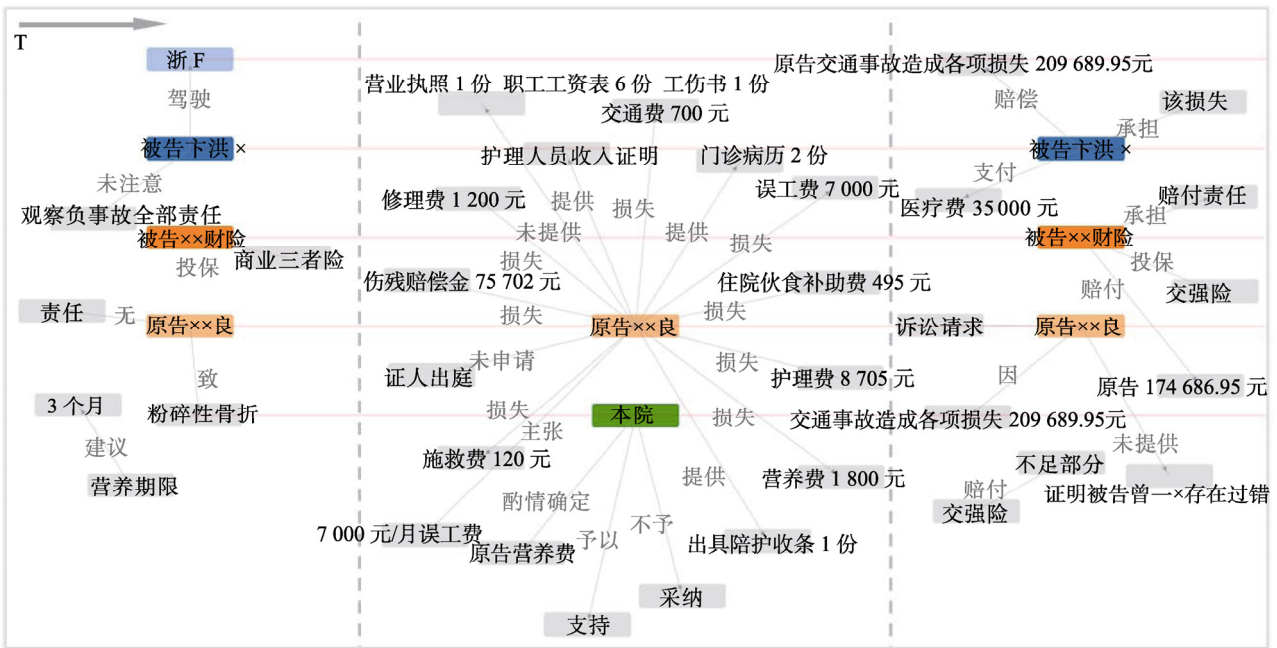 T
浙 F
驾驶
被告卞洪 ×
未注意
观察负事故全部责任
被告××财险
投保
商业三者险
责任
无
原告××良
致
3 个月
粉碎性骨折
建议
营养期限
营业执照 1 份 职工工资表 6 份 工伤书 1 份
交通费 700 元
护理人员收入证明
门诊病历 2 份
修理费 1 200 元
提供
损失
误工费 7 000 元
未提供
提供
损失
损失
伤残赔偿金 75 702 元
住院伙食补助费 495 元
损失
损失
原告××良
未申请
损失
证人出庭
护理费 8 705 元
损失
本院
损失
主张
施救费 120 元
提供
营养费 1 800 元
酌情确定
不予
7 000 元/月误工费
予以
原告营养费
出具陪护收条 1 份
采纳
支持
原告交通事故造成各项损失 209 689.95元
赔偿
该损失
承担
被告卞洪 ×
支付
医疗费 35 000 元
赔付责任
承担
被告××财险
投保
赔付
交强险
诉讼请求
原告××良
因
原告 174 686.95 元
交通事故造成各项损失 209 689.95元
未提供
不足部分
赔付
证明被告曾一×存在过错
交强险